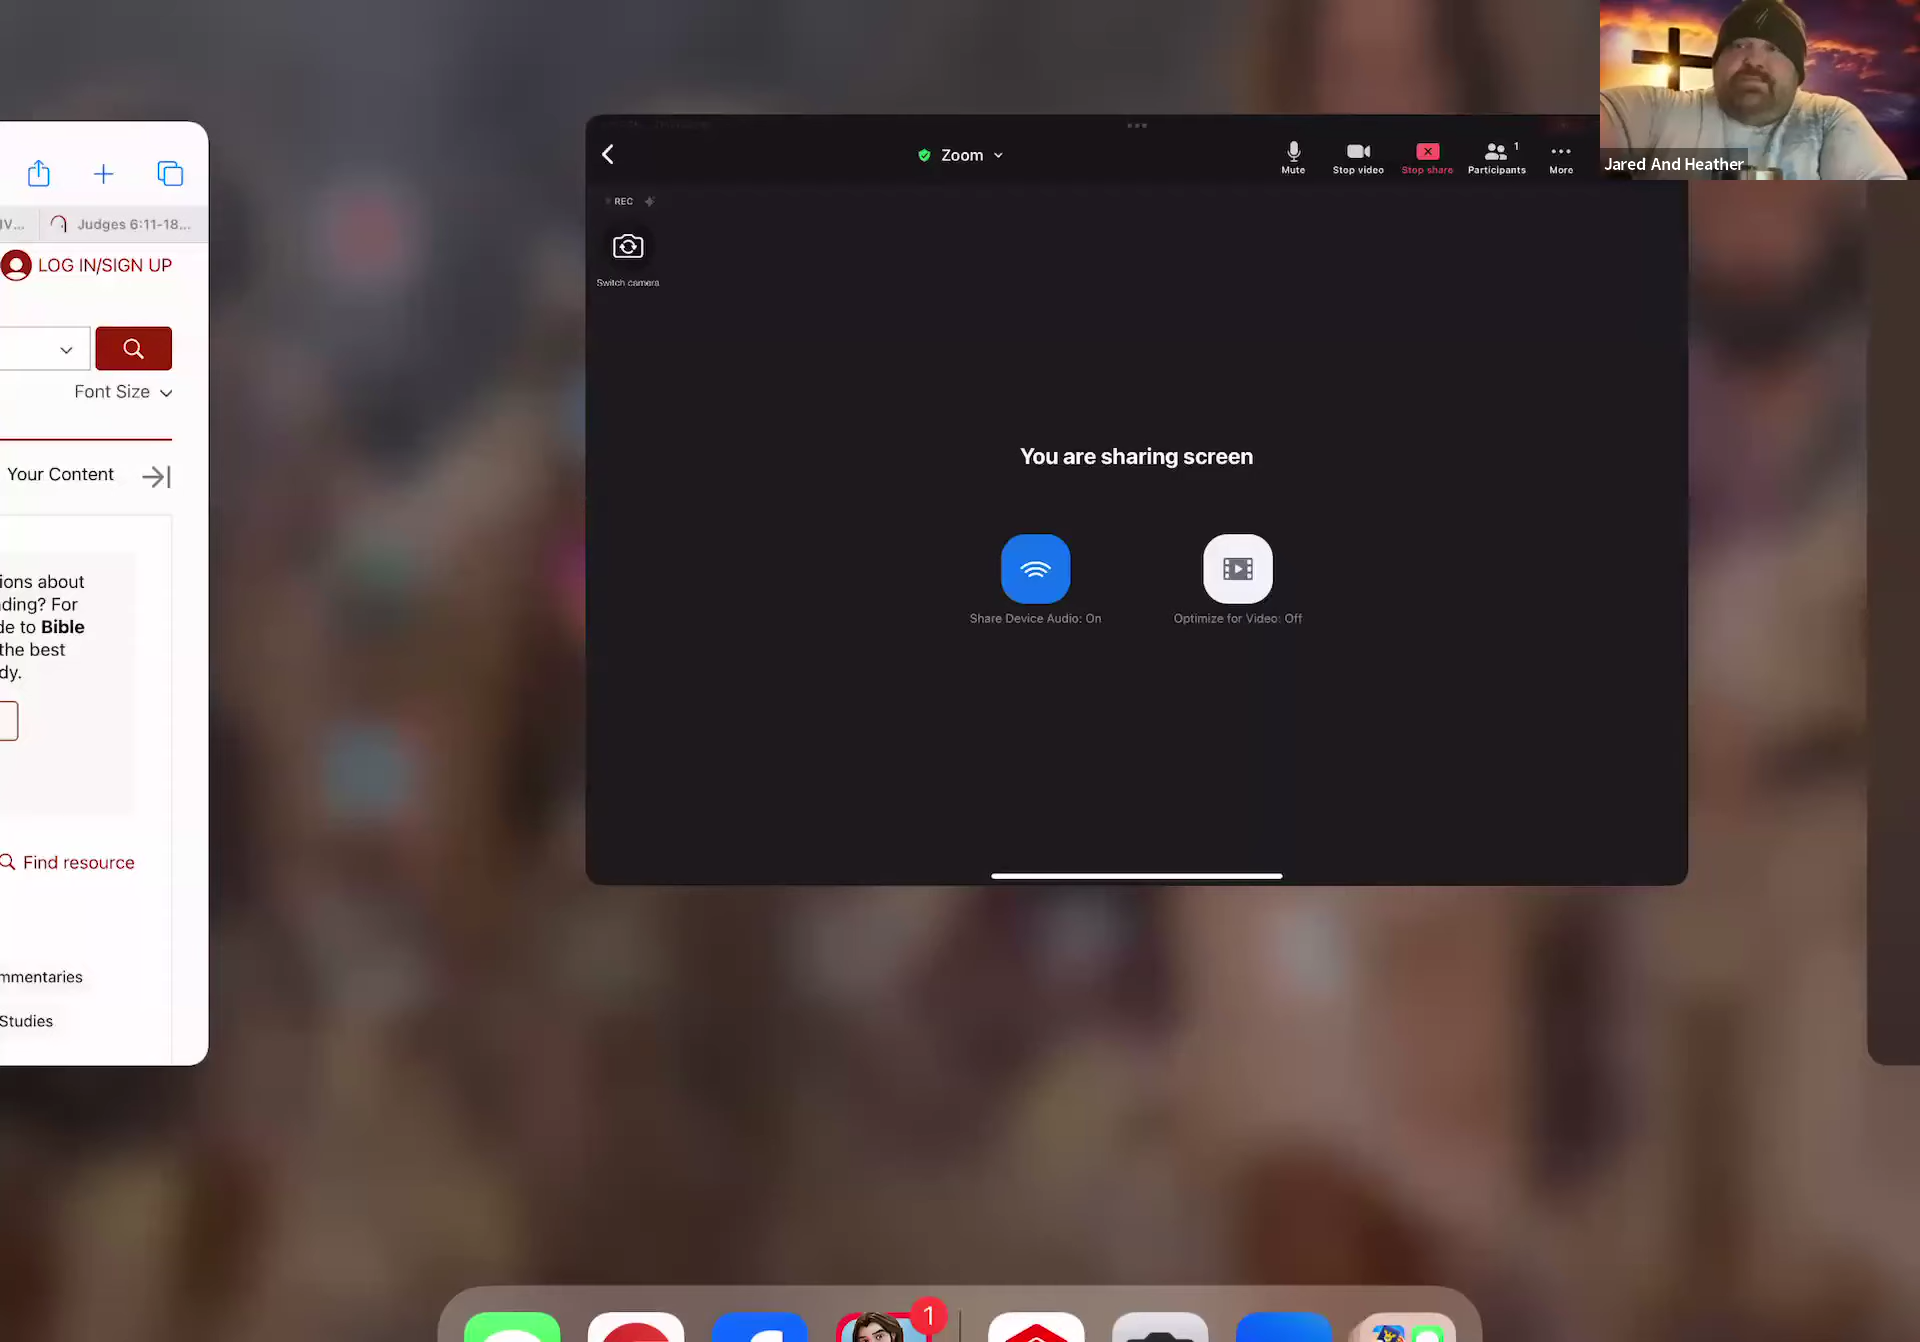 IV...
Judges 6:11-18...
LOG IN/SIGN UP
Font Size
Your Content
ions about
ding? For
de to Bible
the best
dy.
Find resource
mmentaries
Studies
Zoom
Mute
Stop video
Stop share
Participants
1
More
REC
Switch camera
You are sharing screen
Share Device Audio: On
Optimize for Video: Off
Jared And Heather
1